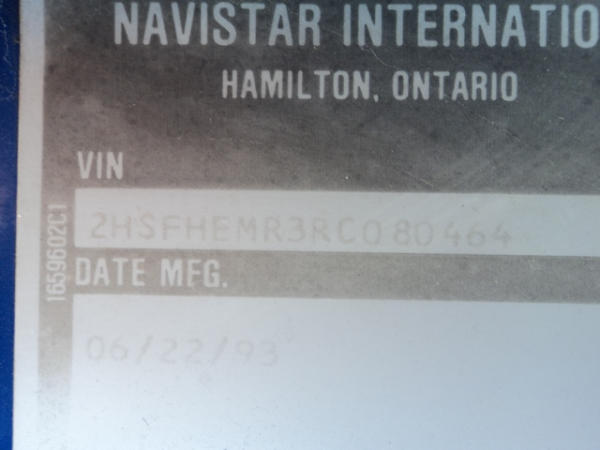 NAVISTAR INTERNATIO
HAMILTON, ONTARIO
VIN
2HSFHEMR3RC080464
DATE MFG.
06/22/93
1659602C1